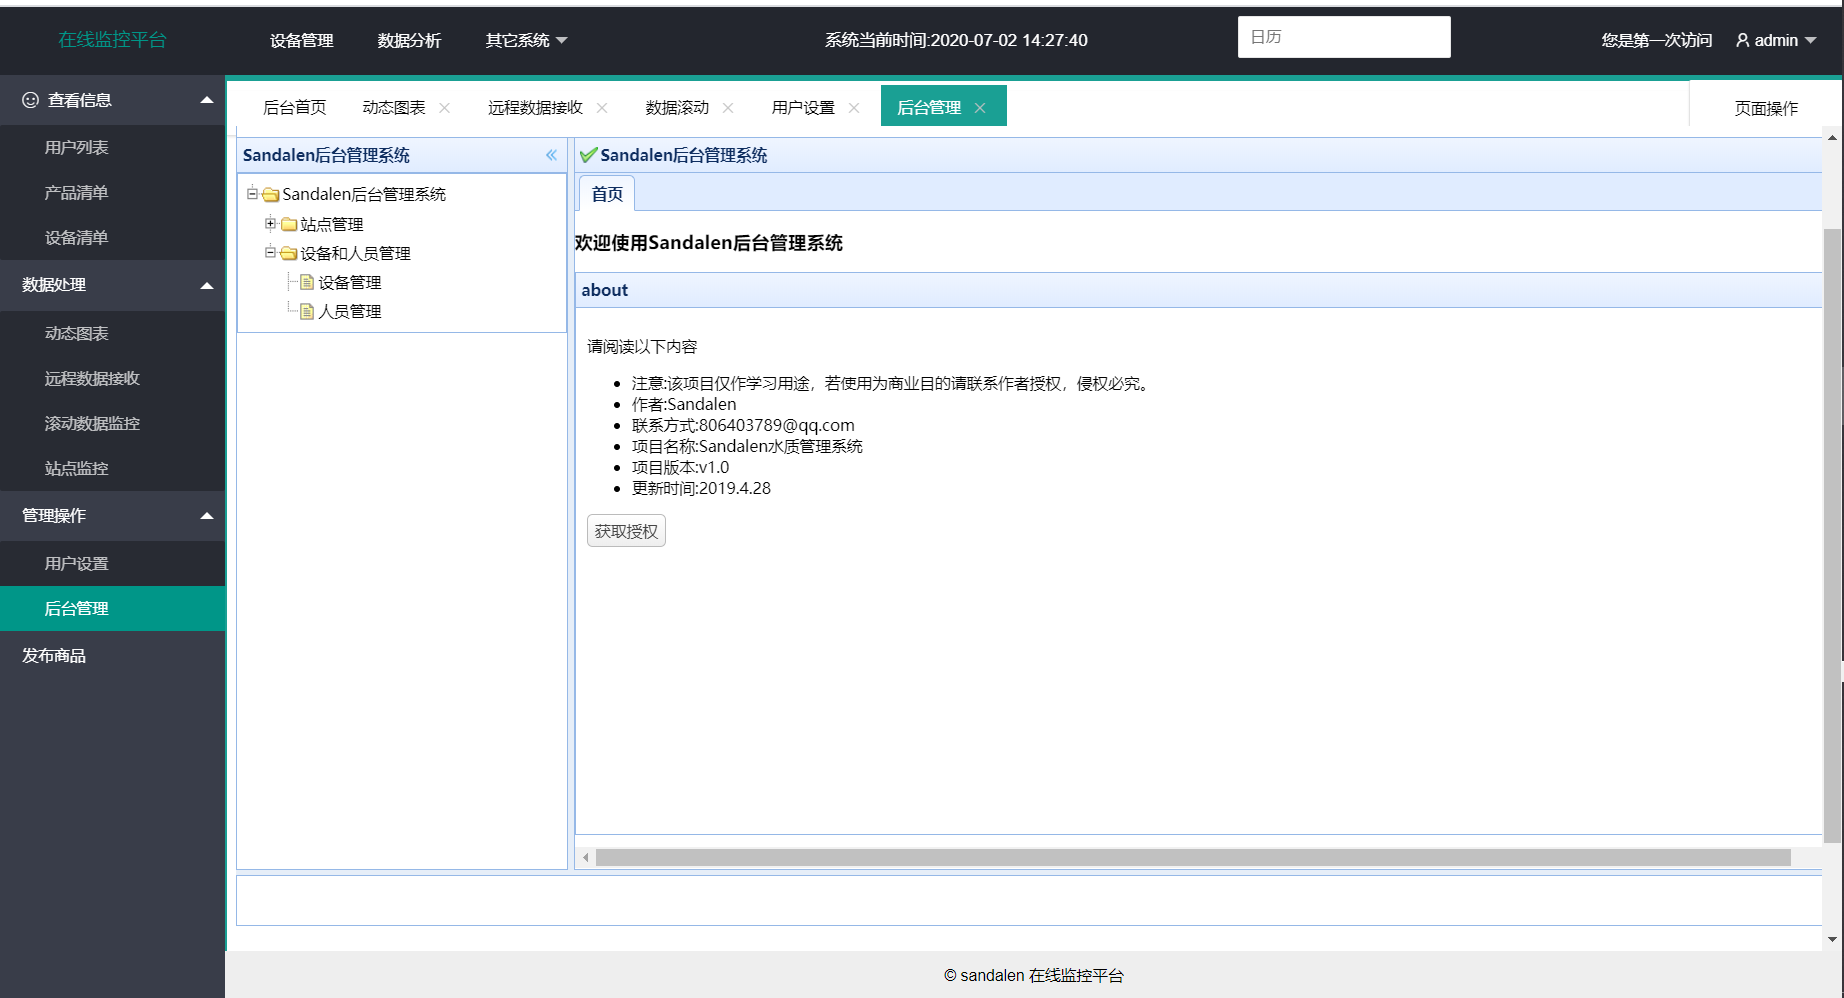 在线监控平台 设备管理 数据分析 其它系统 系统当前时间:2020-07-02 14:27:40 日历 您是第一次访问 admin
查看信息
用户列表
产品清单
设备清单
数据处理
动态图表
远程数据接收
滚动数据监控
站点监控
管理操作
用户设置
后台管理
发布商品
后台首页 动态图表 远程数据接收 数据滚动 用户设置 后台管理 页面操作
Sandalen后台管理系统
Sandalen后台管理系统
站点管理
设备和人员管理
设备管理
人员管理
Sandalen后台管理系统
首页
欢迎使用Sandalen后台管理系统
about
请阅读以下内容
注意:该项目仅作学习用途，若使用为商业目的请联系作者授权，侵权必究。
作者:Sandalen
联系方式:806403789@qq.com
项目名称:Sandalen水质管理系统
项目版本:v1.0
更新时间:2019.4.28
获取授权
© sandalen 在线监控平台